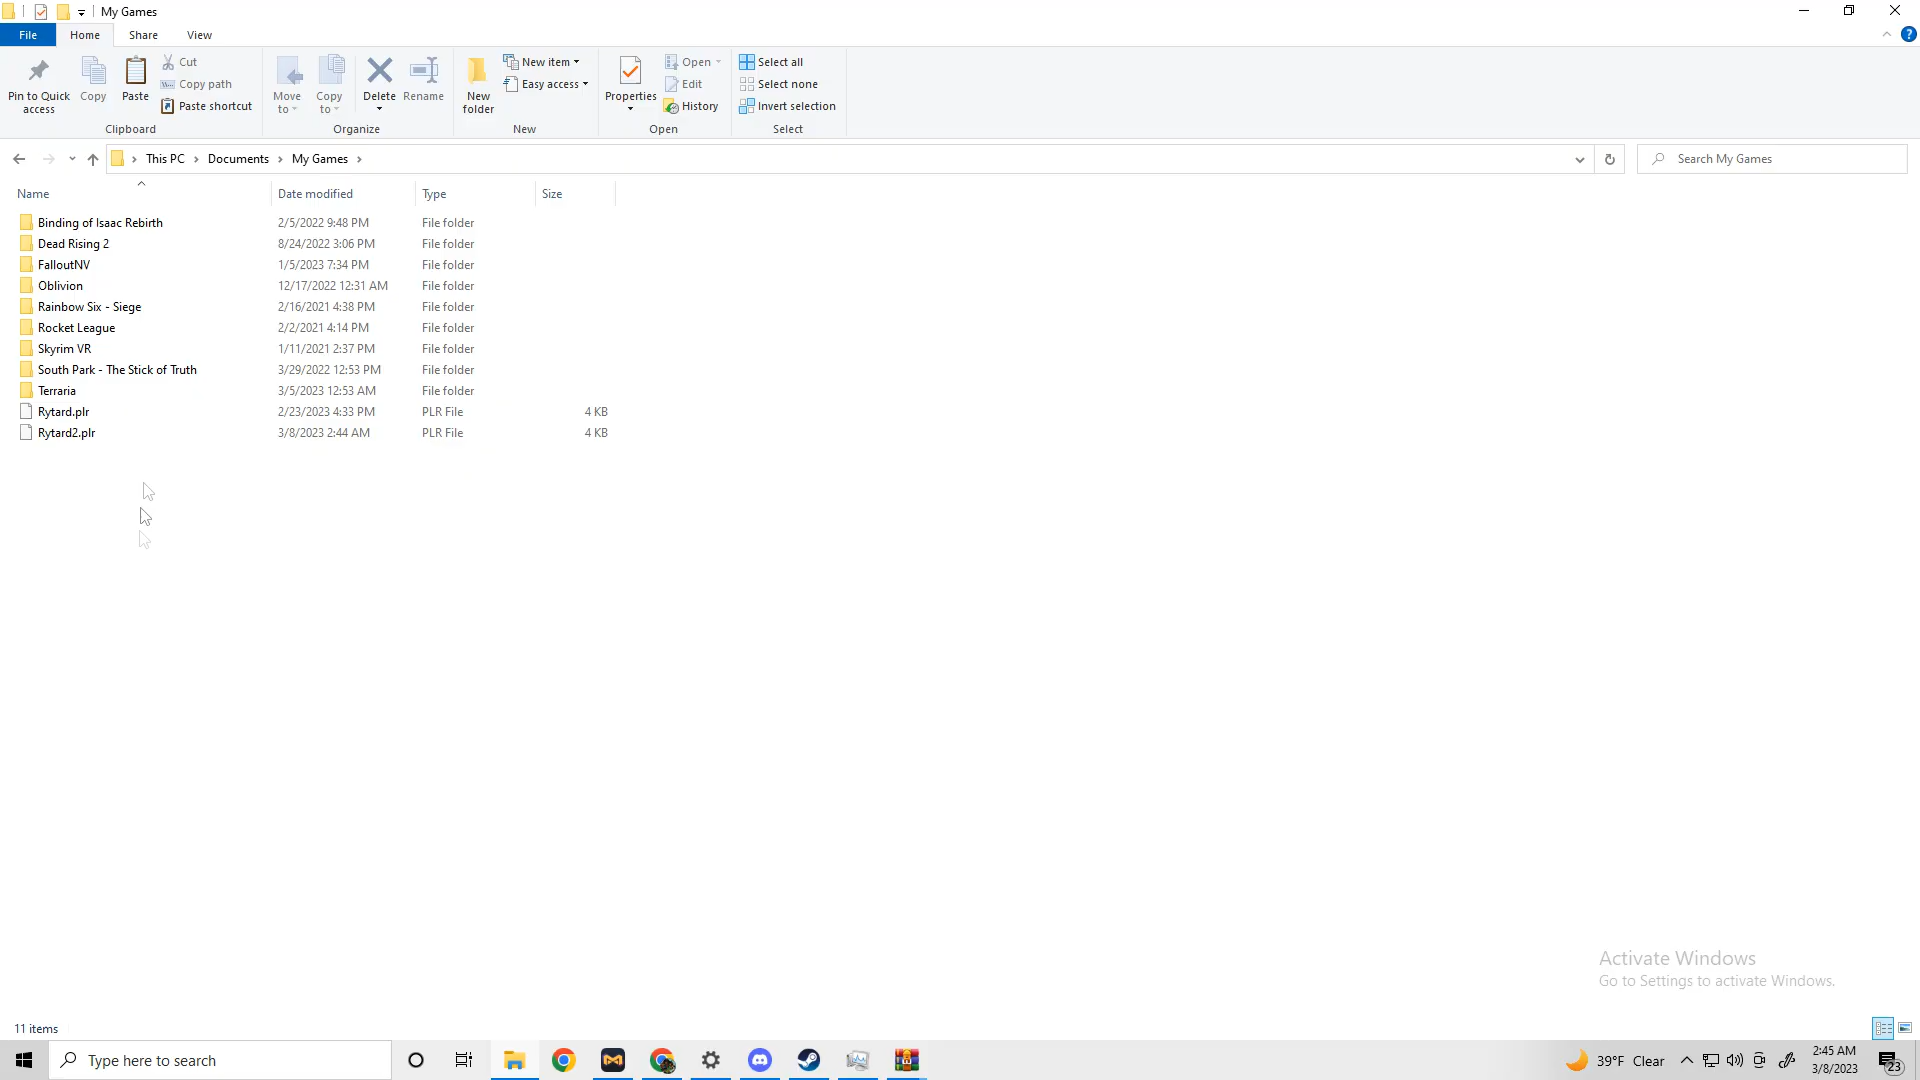 My Games
File Home Share View
Pin to Quick access
Copy
Paste
Cut
Copy path
Paste shortcut
Clipboard
Move to
Copy to
Delete
Rename
Organize
New folder
New item
Easy access
New
Properties
Open
Edit
History
Open
Select all
Select none
Invert selection
Select
This PC Documents My Games
Search My Games
Name Date modified Type Size
Binding of Isaac Rebirth 2/5/2022 9:48 PM File folder
Dead Rising 2 8/24/2022 3:06 PM File folder
FalloutNV 1/5/2023 7:34 PM File folder
Oblivion 12/17/2022 12:31 AM File folder
Rainbow Six - Siege 2/16/2021 4:38 PM File folder
Rocket League 2/2/2021 4:14 PM File folder
Skyrim VR 1/11/2021 2:37 PM File folder
South Park - The Stick of Truth 3/29/2022 12:53 PM File folder
Terraria 3/5/2023 12:53 AM File folder
Rytard.plr 2/23/2023 4:33 PM PLR File 4 KB
Rytard2.plr 3/8/2023 2:44 AM PLR File 4 KB
Activate Windows
Go to Settings to activate Windows.
11 items
Type here to search
39°F Clear
2:45 AM
3/8/2023
23